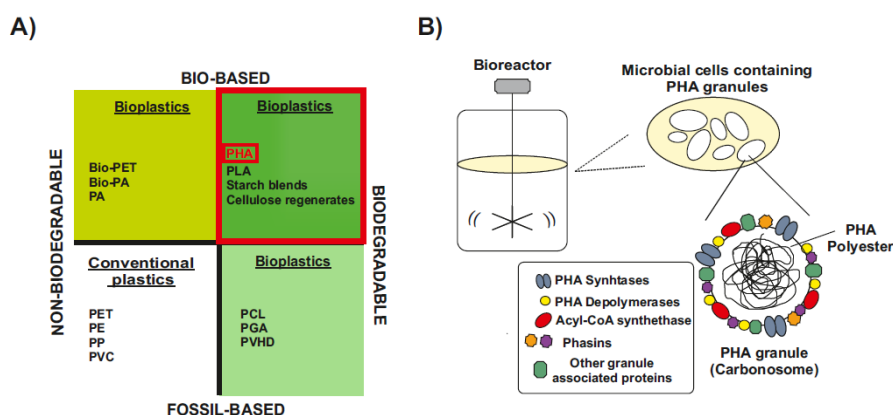 A)
BIO-BASED
NON-BIODEGRADABLE
Bioplastics
Bio-PET
Bio-PA
PA
Bioplastics
PHA
PLA
Starch blends
Cellulose regenerates
BIODEGRADABLE
Conventional
plastics
PET
PE
PP
PVC
Bioplastics
PCL
PGA
PVHD
FOSSIL-BASED
B)
Bioreactor
Microbial cells containing
PHA granules
PHA
Polyester
PHA Synhtases
PHA Depolymerases
Acyl-CoA synthethase
Phasins
Other granule
associated proteins
PHA granule
(Carbonosome)